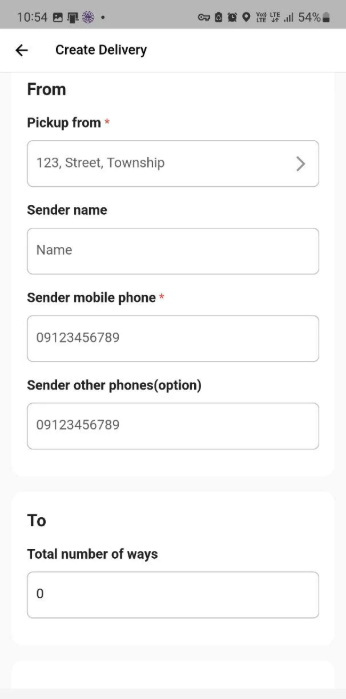 10:54
Vo) LTE 54%
Create Delivery
From
Pickup from *
123, Street, Township
Sender name
Name
Sender mobile phone *
09123456789
Sender other phones(option)
09123456789
To
Total number of ways
0